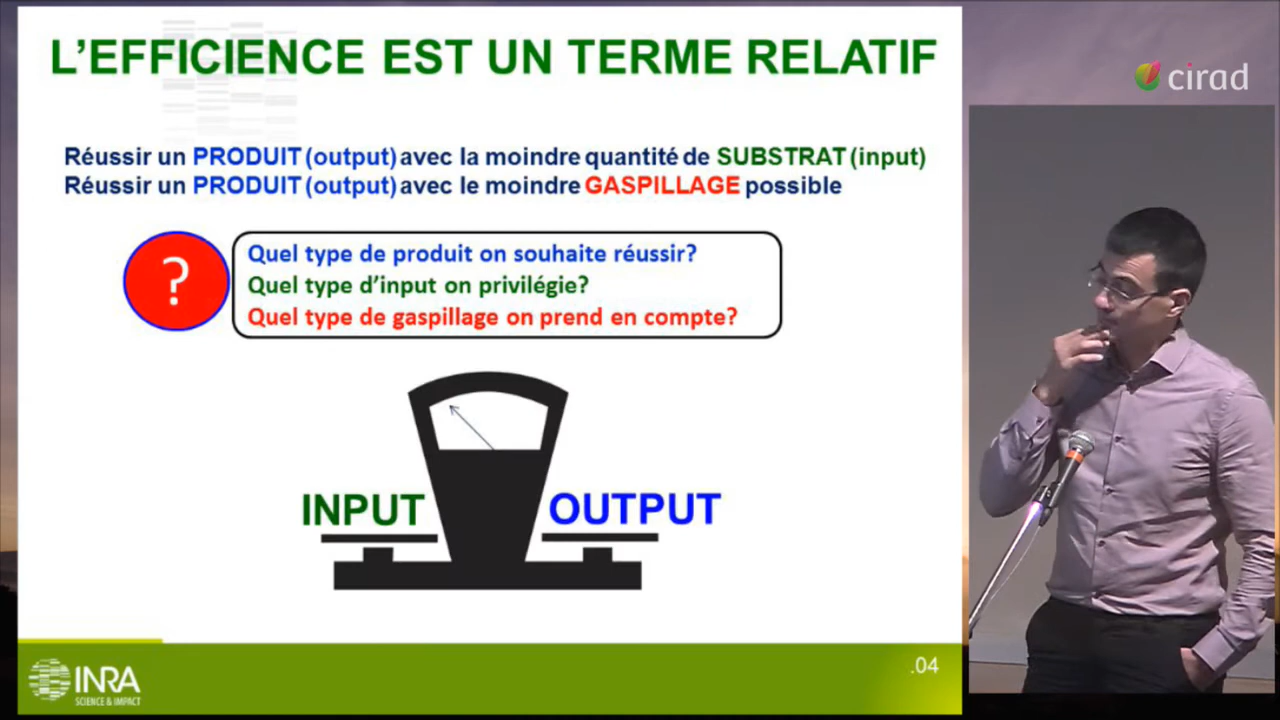 L'EFFICIENCE EST UN TERME RELATIF
cirad
Réussir un PRODUIT (output) avec la moindre quantité de SUBSTRAT (input)
Réussir un PRODUIT (output) avec le moindre GASPILLAGE possible
?
Quel type de produit on souhaite réussir?
Quel type d'input on privilégie?
Quel type de gaspillage on prend en compte?
INPUT
OUTPUT
INRA
SCIENCE & IMPACT
.04